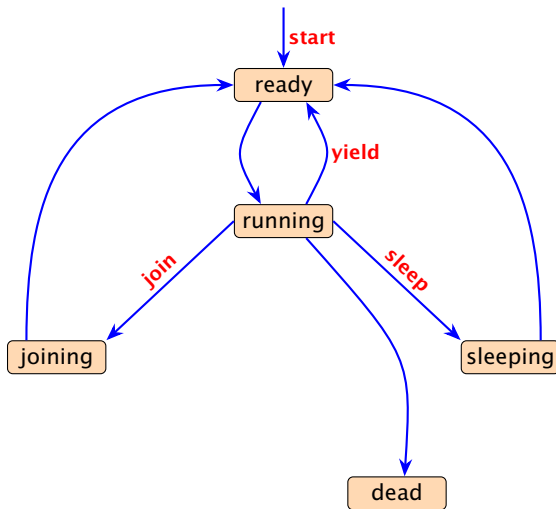 start
ready
yield
running
join
sleep
joining
sleeping
dead